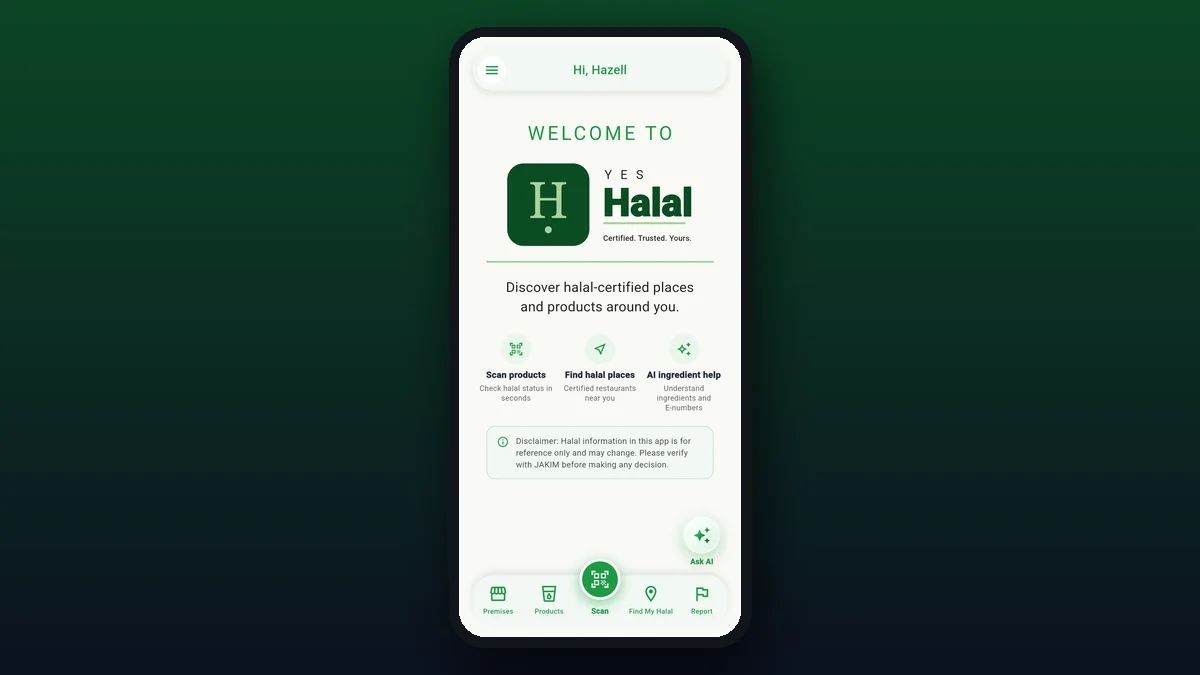 Hi, Hazell
WELCOME TO
H
YES
Halal
Certified. Trusted. Yours.
Discover halal-certified places
and products around you.
Scan products
Check halal status in
seconds
Find halal places
Certified restaurants
near you
AI ingredient help
Understand
ingredients and
E-numbers
Disclaimer: Halal information in this app is for
reference only and may change. Please verify
with JAKIM before making any decision.
Ask AI
Premises
Products
Scan
Find My Halal
Report